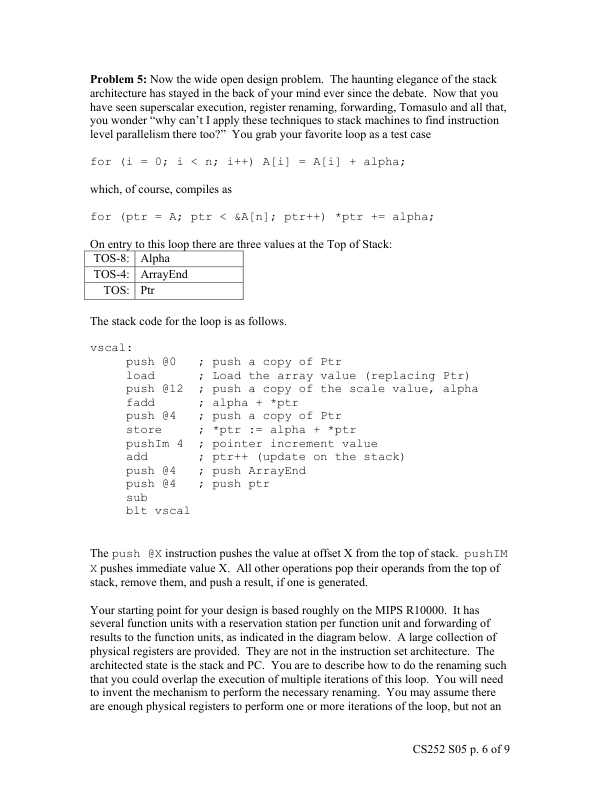 Problem 5: Now the wide open design problem. The haunting elegance of the stack
architecture has stayed in the back of your mind ever since the debate. Now that you
have seen superscalar execution, register renaming, forwarding, Tomasulo and all that,
you wonder “why can’t I apply these techniques to stack machines to find instruction
level parallelism there too?” You grab your favorite loop as a test case
for (i = 0; i < n; i++) A[i] = A[i] + alpha;
which, of course, compiles as
for (ptr = A; ptr < &A[n]; ptr++) *ptr += alpha;
On entry to this loop there are three values at the Top of Stack:
TOS-8: Alpha
TOS-4: ArrayEnd
TOS: Ptr
The stack code for the loop is as follows.
vscal:
push @0 ; push a copy of Ptr
load ; Load the array value (replacing Ptr)
push @12 ; push a copy of the scale value, alpha
fadd ; alpha + *ptr
push @4 ; push a copy of Ptr
store ; *ptr := alpha + *ptr
pushIm 4 ; pointer increment value
add ; ptr++ (update on the stack)
push @4 ; push ArrayEnd
push @4 ; push ptr
sub
blt vscal
The push @X instruction pushes the value at offset X from the top of stack. pushIM
X pushes immediate value X. All other operations pop their operands from the top of
stack, remove them, and push a result, if one is generated.
Your starting point for your design is based roughly on the MIPS R10000. It has
several function units with a reservation station per function unit and forwarding of
results to the function units, as indicated in the diagram below. A large collection of
physical registers are provided. They are not in the instruction set architecture. The
architected state is the stack and PC. You are to describe how to do the renaming such
that you could overlap the execution of multiple iterations of this loop. You will need
to invent the mechanism to perform the necessary renaming. You may assume there
are enough physical registers to perform one or more iterations of the loop, but not an
CS252 S05 p. 6 of 9